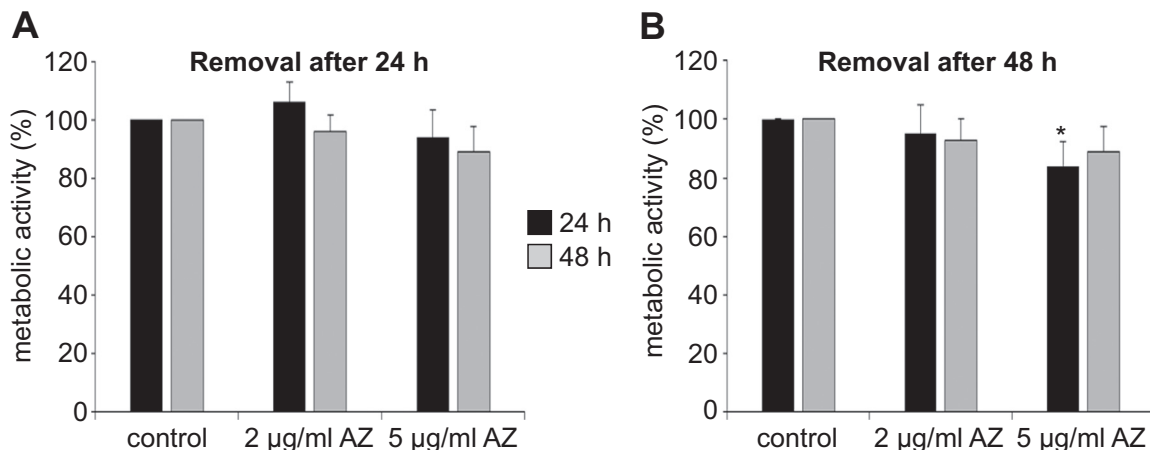 A
Removal after 24 h
metabolic activity (%)
120
100
80
60
40
20
0
control 2 µg/ml AZ 5 µg/ml AZ
24 h
48 h
B
Removal after 48 h
metabolic activity (%)
120
100
80
60
40
20
0
*
control 2 µg/ml AZ 5 µg/ml AZ